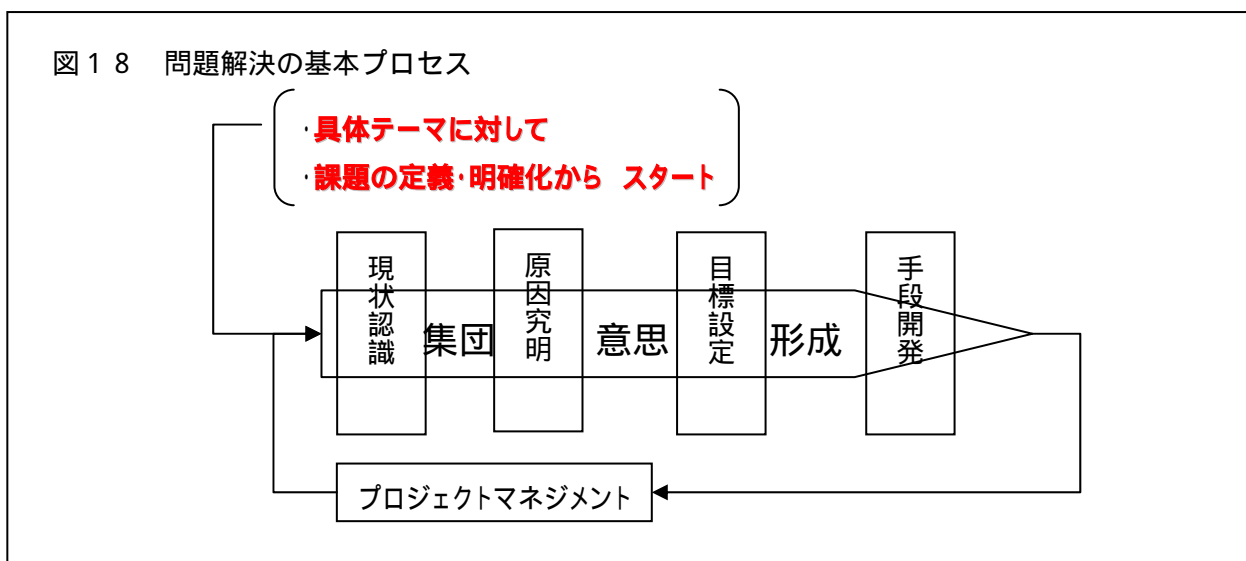 図18 問題解決の基本プロセス
・具体テーマに対して
・課題の定義・明確化から スタート
現状認識
原因究明
目標設定
手段開発
集団 意思 形成
プロジェクトマネジメント